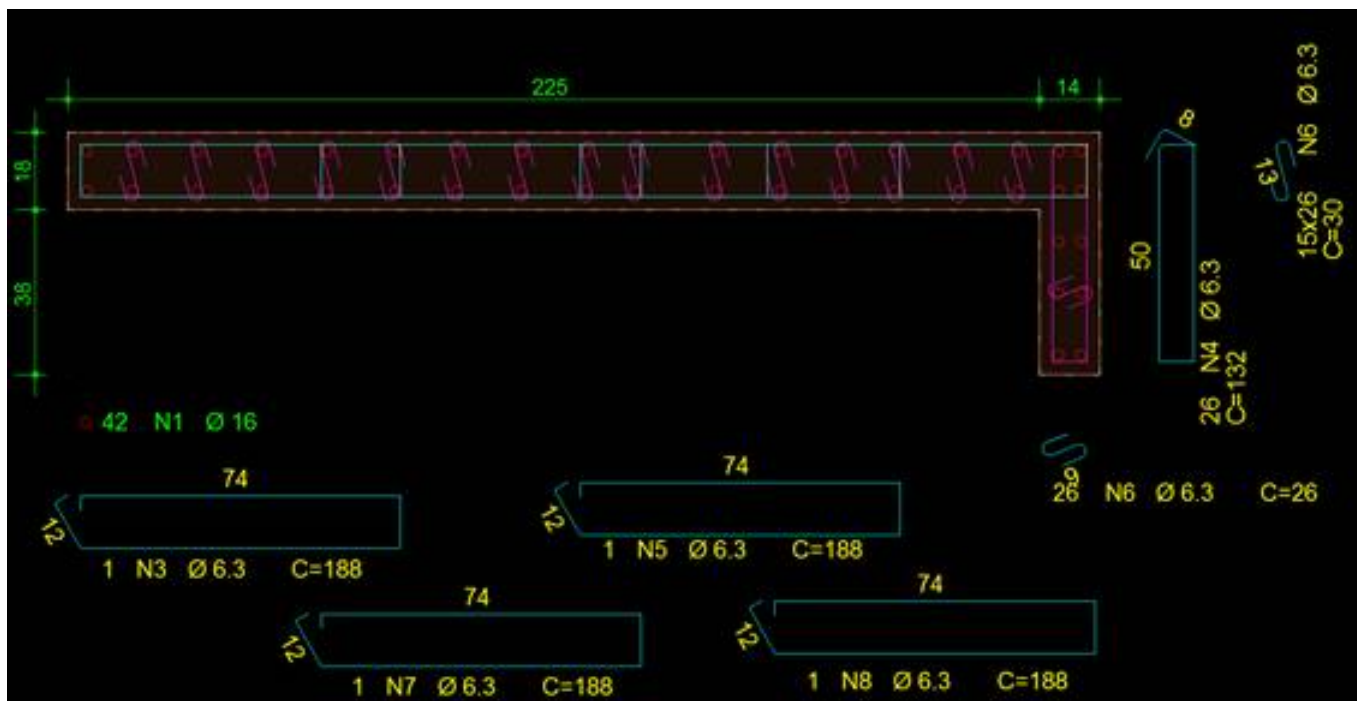 225
14
18
38
8
50
26 N4 Ø 6.3
C=132
13
15x26 N6 Ø 6.3
C=30
42 N1 Ø 16
9
26 N6 Ø 6.3 C=26
74
12
1 N3 Ø 6.3 C=188
74
12
1 N5 Ø 6.3 C=188
74
12
1 N7 Ø 6.3 C=188
74
12
1 N8 Ø 6.3 C=188